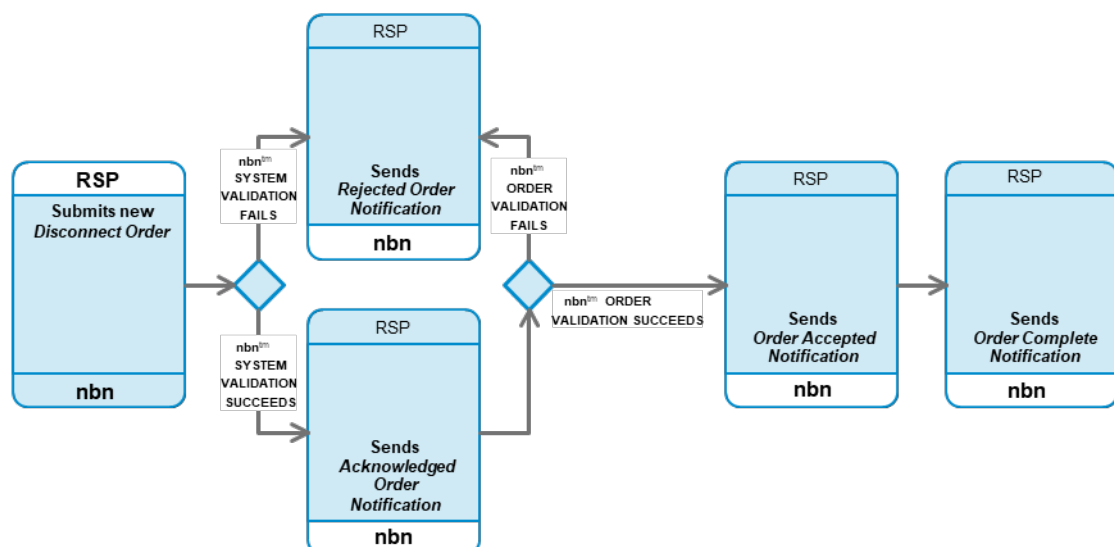 RSP
Submits new
Disconnect Order
nbn
nbn™
SYSTEM
VALIDATION
FAILS
nbn™
SYSTEM
VALIDATION
SUCCEEDS
RSP
Sends
Rejected Order
Notification
nbn
RSP
Sends
Acknowledged
Order
Notification
nbn
nbn™
ORDER
VALIDATION
FAILS
nbn™ ORDER
VALIDATION SUCCEEDS
RSP
Sends
Order Accepted
Notification
nbn
RSP
Sends
Order Complete
Notification
nbn